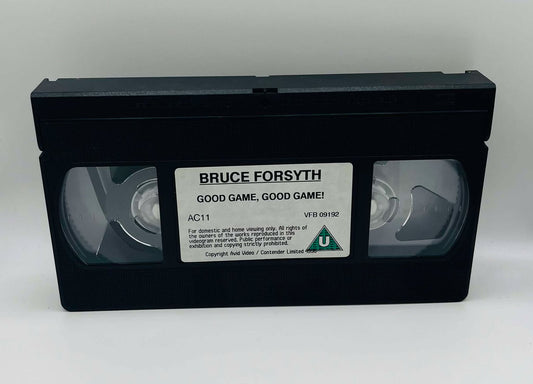 BRUCE FORSYTH
GOOD GAME, GOOD GAME!
AC11 VFB 09192
For domestic and home viewing only. All rights of
the owners of the works reproduced in this
videogram reserved. Public performance or
exhibition and copying strictly prohibited.
U
Copyright Avid Video / Contender Limited